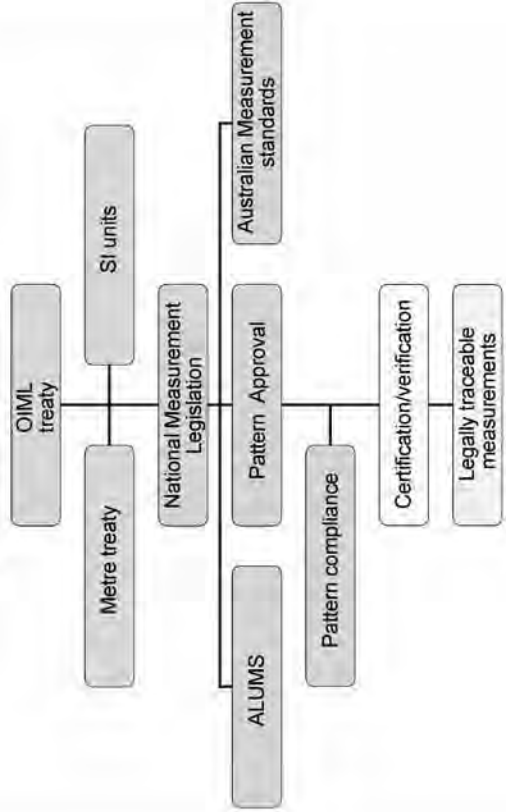 OIML
treaty
Metre treaty
SI units
National Measurement
Legislation
ALUMS
Pattern Approval
Australian Measurement
standards
Pattern compliance
Certification/verification
Legally traceable
measurements